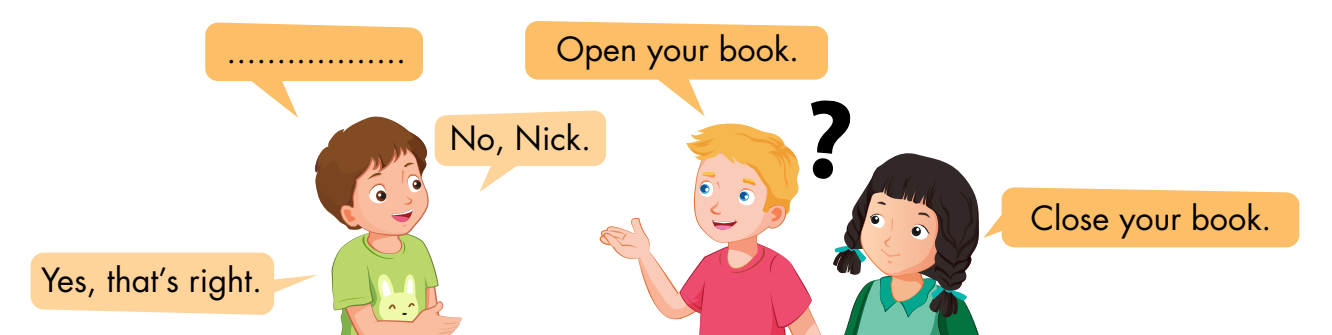 ..................
Open your book.
No, Nick.
Close your book.
Yes, that's right.
?